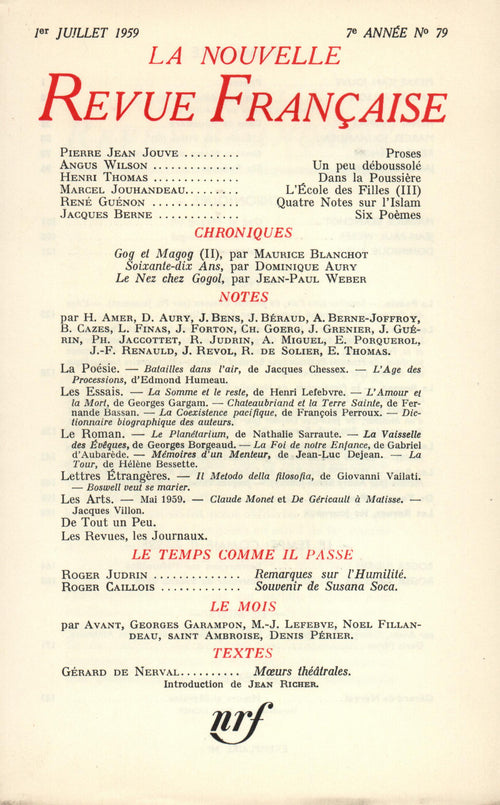 1er JUILLET 1959 7e ANNÉE No 79
LA NOUVELLE
REVUE FRANÇAISE
PIERRE JEAN JOUVE ......... Proses
ANGUS WILSON ............. Un peu déboussolé
HENRI THOMAS ............. Dans la Poussière
MARCEL JOUHANDEAU........ L'École des Filles (III)
RENÉ GUÉNON ............. Quatre Notes sur l'Islam
JACQUES BERNE ............. Six Poèmes
CHRONIQUES
Gog et Magog (II), par MAURICE BLANCHOT
Soixante-dix Ans, par DOMINIQUE AURY
Le Nez chez Gogol, par JEAN-PAUL WEBER
NOTES
par H. AMER, D. AURY, J. BENS, J. BÉRAUD, A. BERNE-JOFFROY,
B. CAZES, L. FINAS, J. FORTON, CH. GOERG, J. GRENIER, J. GUÉ-
RIN, PH. JACCOTTET, R. JUDRIN, A. MIGUEL, E. PORQUEROL,
J.-F. RENAULD, J. REVOL, R. DE SOLIER, E. THOMAS.
La Poésie. — Batailles dans l'air, de Jacques Chessex. — L'Age des
Processions, d'Edmond Humeau.
Les Essais. — La Somme et le reste, de Henri Lefebvre. — L'Amour et
la Mort, de Georges Gargam. — Chateaubriand et la Terre Sainte, de Fer-
nande Bassan. — La Coexistence pacifique, de François Perroux. — Dic-
tionnaire biographique des auteurs.
Le Roman. — Le Planétarium, de Nathalie Sarraute. — La Vaisselle
des Évêques, de Georges Borgeaud. — La Foi de notre Enfance, de Gabriel
d'Aubarède. — Mémoires d'un Menteur, de Jean-Luc Dejean. — La
Tour, de Hélène Bessette.
Lettres Étrangères. — Il Metodo della filosofia, de Giovanni Vailati.
— Boswell veut se marier.
Les Arts. — Mai 1959. — Claude Monet et De Géricault à Matisse. —
Jacques Villon.
De Tout un Peu.
Les Revues, les Journaux.
LE TEMPS COMME IL PASSE
ROGER JUDRIN .............. Remarques sur l'Humilité.
ROGER CAILLOIS ............. Souvenir de Susana Soca.
LE MOIS
par AVANT, GEORGES GARAMPON, M.-J. LEFEBVE, NOEL FILLAN-
DEAU, SAINT AMBROISE, DENIS PÉRIER.
TEXTES
GÉRARD DE NERVAL.......... Mœurs théâtrales.
Introduction de JEAN RICHER.
nrf